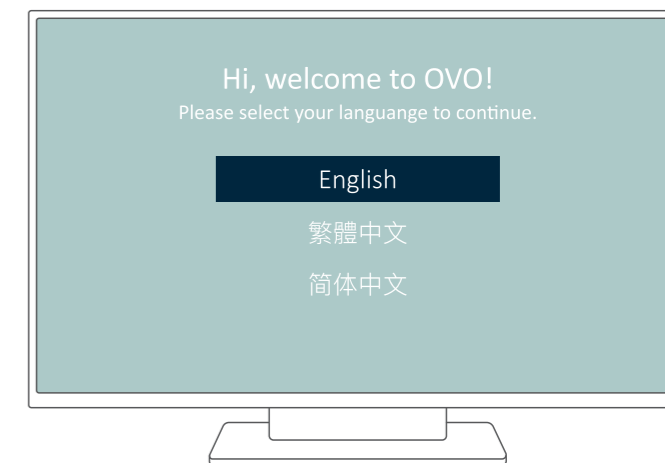 Hi, welcome to OVO!
Please select your languange to continue.
English
繁體中文
简体中文